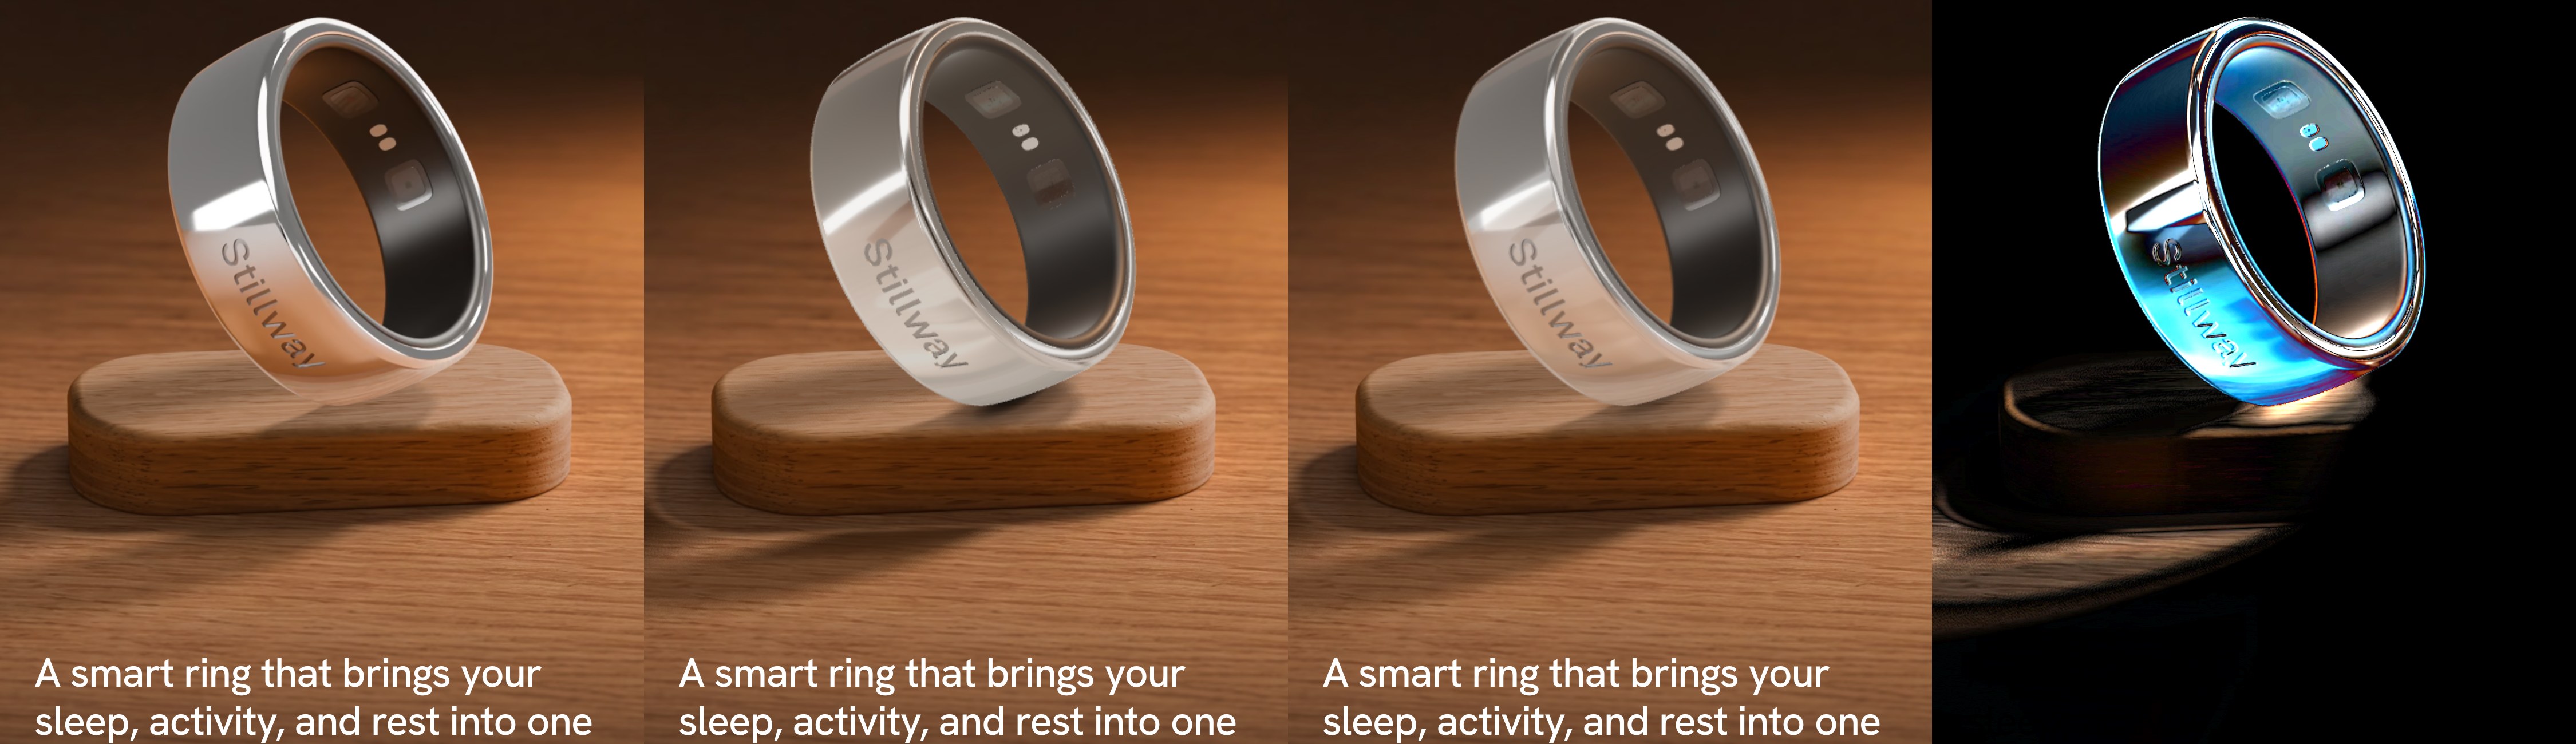 Stillway
A smart ring that brings your
sleep, activity, and rest into one
Stillway
A smart ring that brings your
sleep, activity, and rest into one
Stillway
A smart ring that brings your
sleep, activity, and rest into one
Stillway